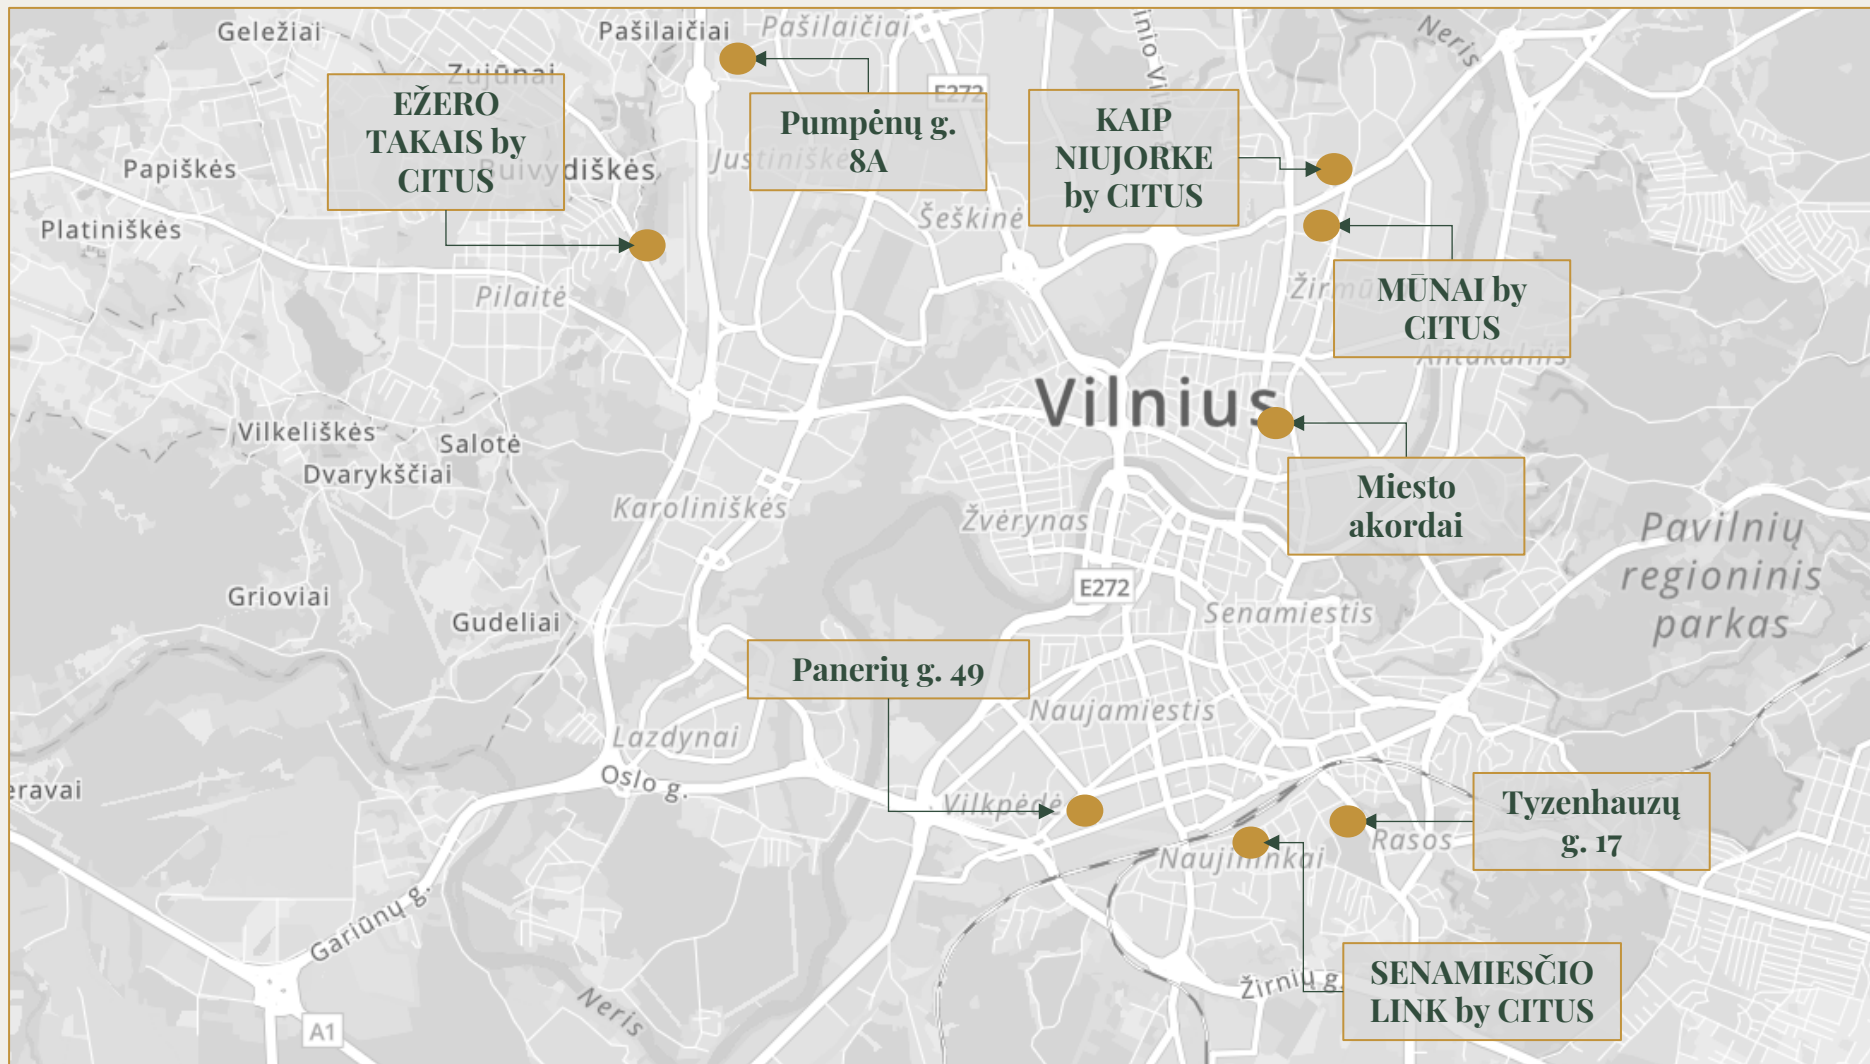 Geležiai
Pašilaičiai
Pašilaičiai
Neris
Zujūnai
E272
EŽERO
TAKAIS by
CITUS
Pumpėnų g.
8A
KAIP
NIUJORKE
by CITUS
Papiškės
Buivydiškės
Platiniškės
Šeškinė
MŪNAI by
CITUS
Pilaitė
Antakalnis
Vilnius
Vilkeliškės
Salotė
Dvarykščiai
Karoliniškės
Žvėrynas
Miesto
akordai
Pavilnių
regioninis
parkas
E272
Grioviai
Gudeliai
Senamiestis
Panerių g. 49
Naujamiestis
Lazdynai
Oslo g.
eravai
Vilkpėdė
Tyzenhauzų
g. 17
Rasos
Naujininkai
Gariūnų g.
Žirnių g.
SENAMIESČIO
LINK by CITUS
Neris
A1